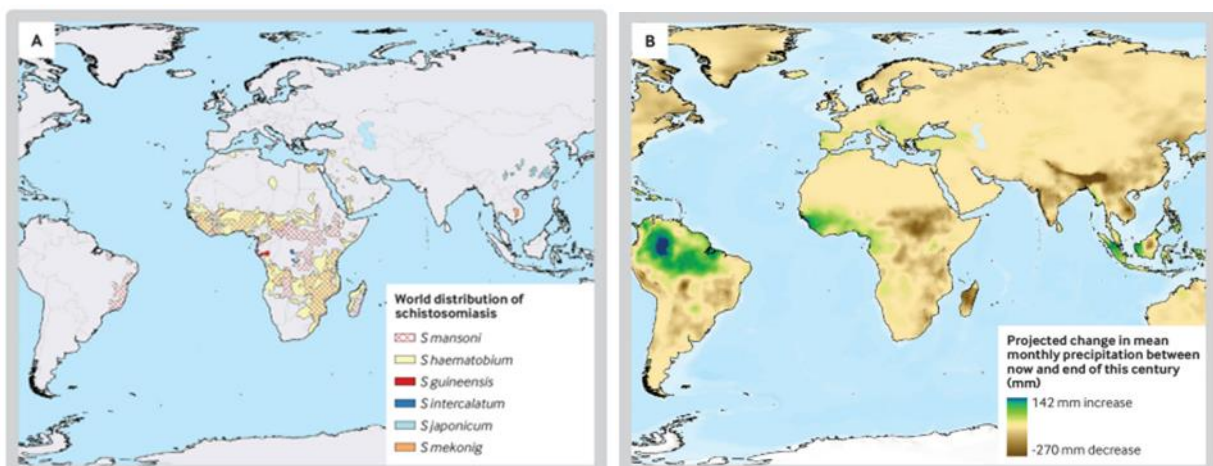 A
World distribution of
schistosomiasis
S mansoni
S haematobium
S guineensis
S intercalatum
S japonicum
S mekonig
B
Projected change in mean
monthly precipitation between
now and end of this century
(mm)
142 mm increase
-270 mm decrease